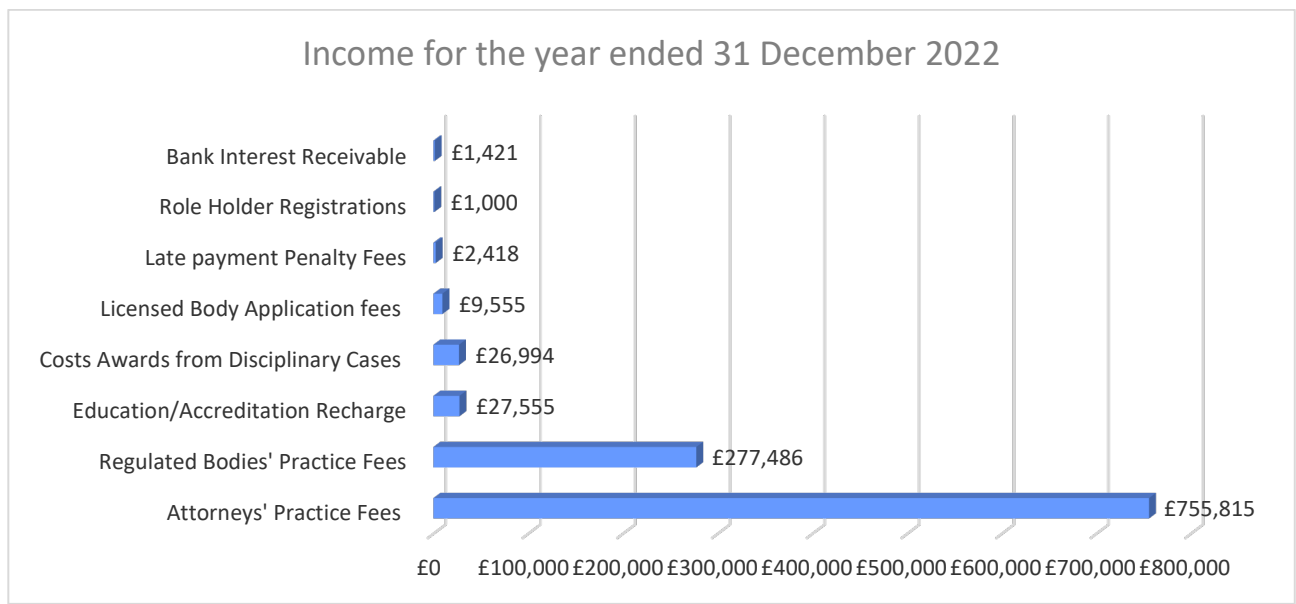 Income for the year ended 31 December 2022
Bank Interest Receivable £1,421
Role Holder Registrations £1,000
Late payment Penalty Fees £2,418
Licensed Body Application fees £9,555
Costs Awards from Disciplinary Cases £26,994
Education/Accreditation Recharge £27,555
Regulated Bodies' Practice Fees £277,486
Attorneys' Practice Fees £755,815
£0 £100,000 £200,000 £300,000 £400,000 £500,000 £600,000 £700,000 £800,000